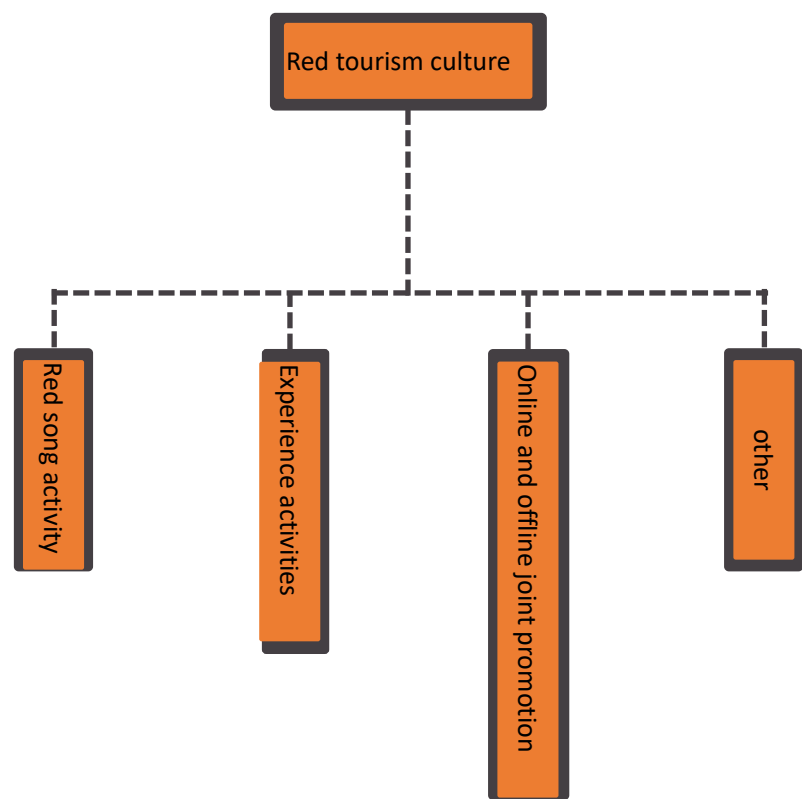 Red tourism culture
Red song activity
Experience activities
Online and offline joint promotion
other